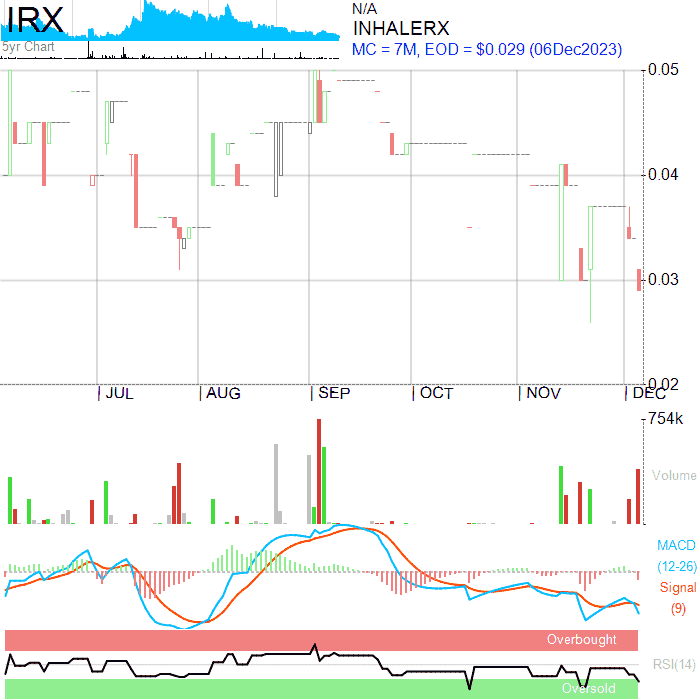 IRX
5yr Chart
N/A
INHALERX
MC = 7M, EOD = $0.029 (06Dec2023)
0.05
0.04
0.03
0.02
JUL
AUG
SEP
OCT
NOV
DEC
754k
Volume
MACD
(12-26)
Signal
(9)
Overbought
RSI(14)
Oversold